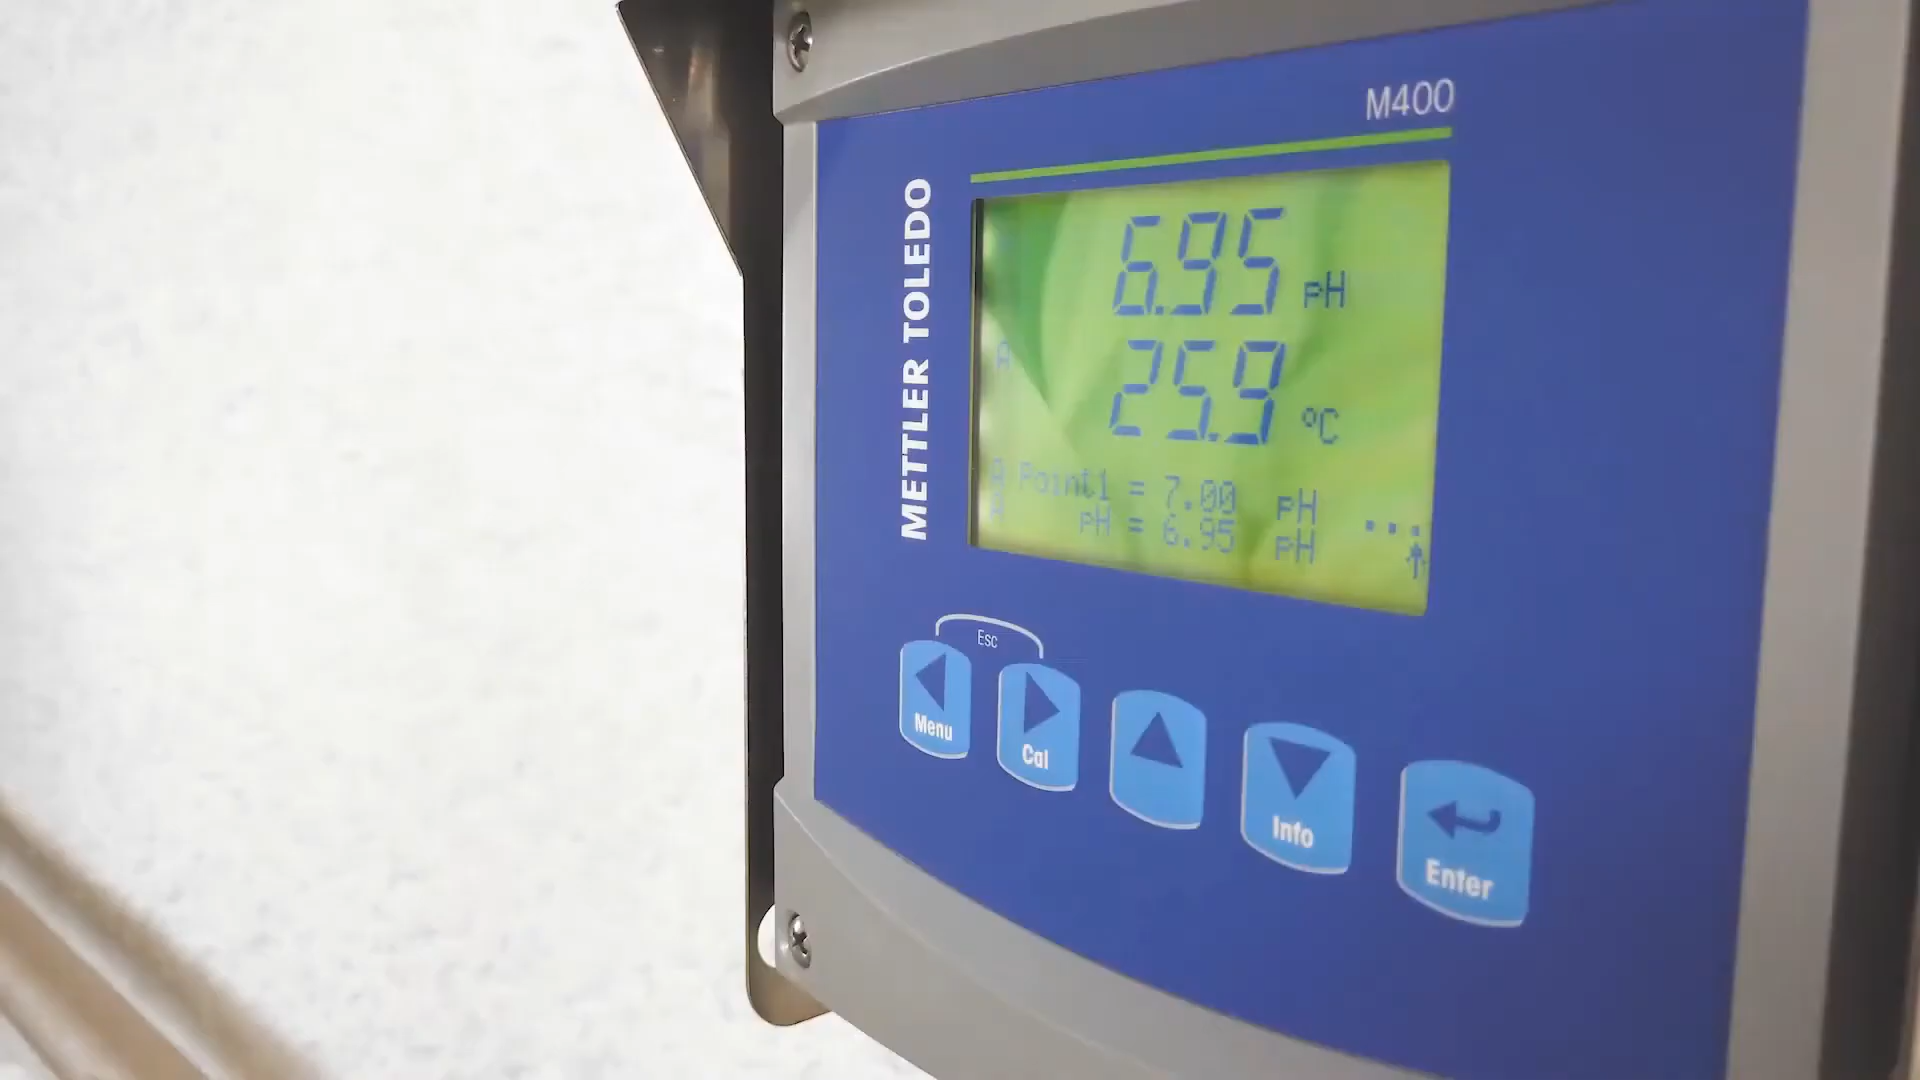 M400
METTLER TOLEDO
6.95 pH
A 25.9 °C
A Point1 = 7.00 pH
A pH = 6.95 pH
Esc
Menu
Cal
Info
Enter